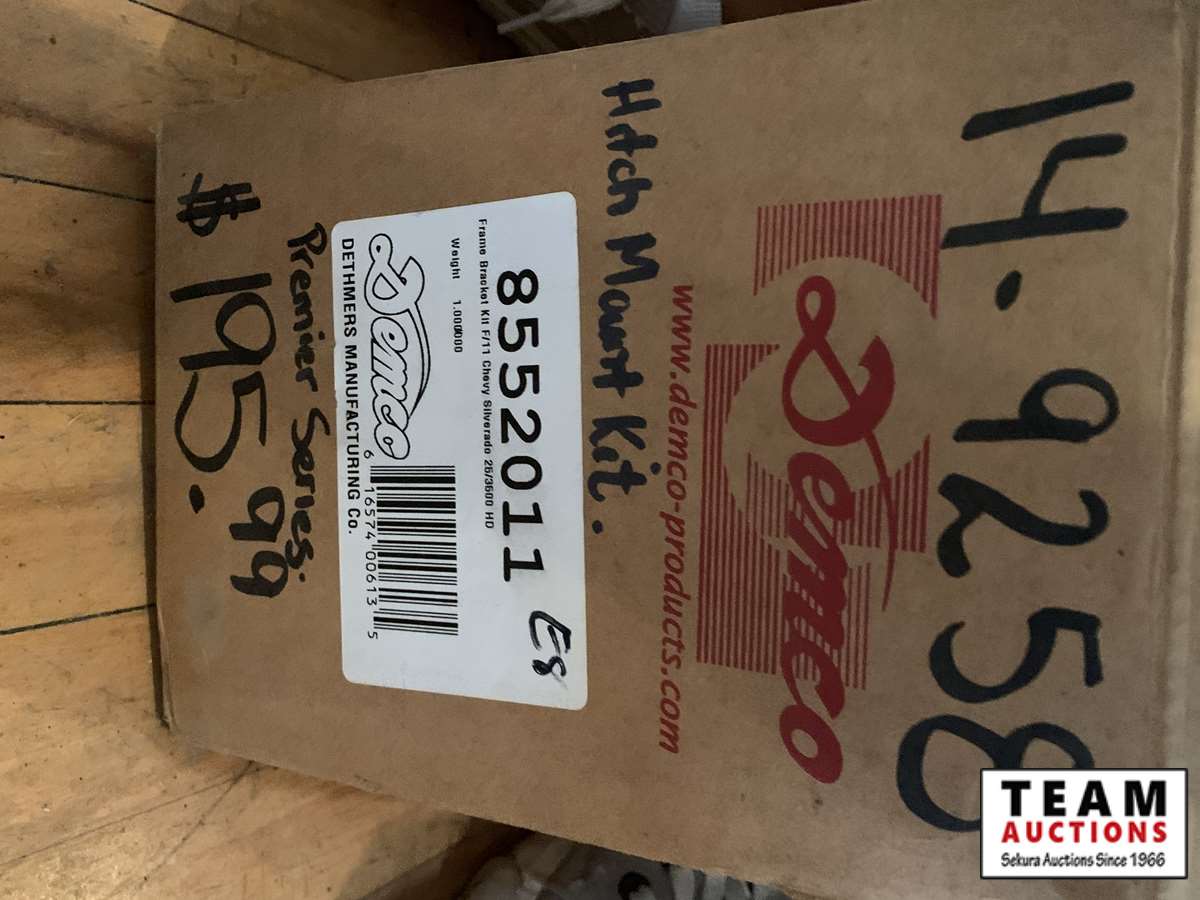 14.9258
Demco
www.demco-products.com
Hitch Mount Kit.
8552011 E8
Frame Bracket Kit F/11 Chevy Silverado 25/3500 HD
Weight 1.000000
Demco
6 16574 00613 5
DETHMERS MANUFACTURING Co.
Premier Series.
$195.99
TEAM
AUCTIONS
Sekura Auctions Since 1966